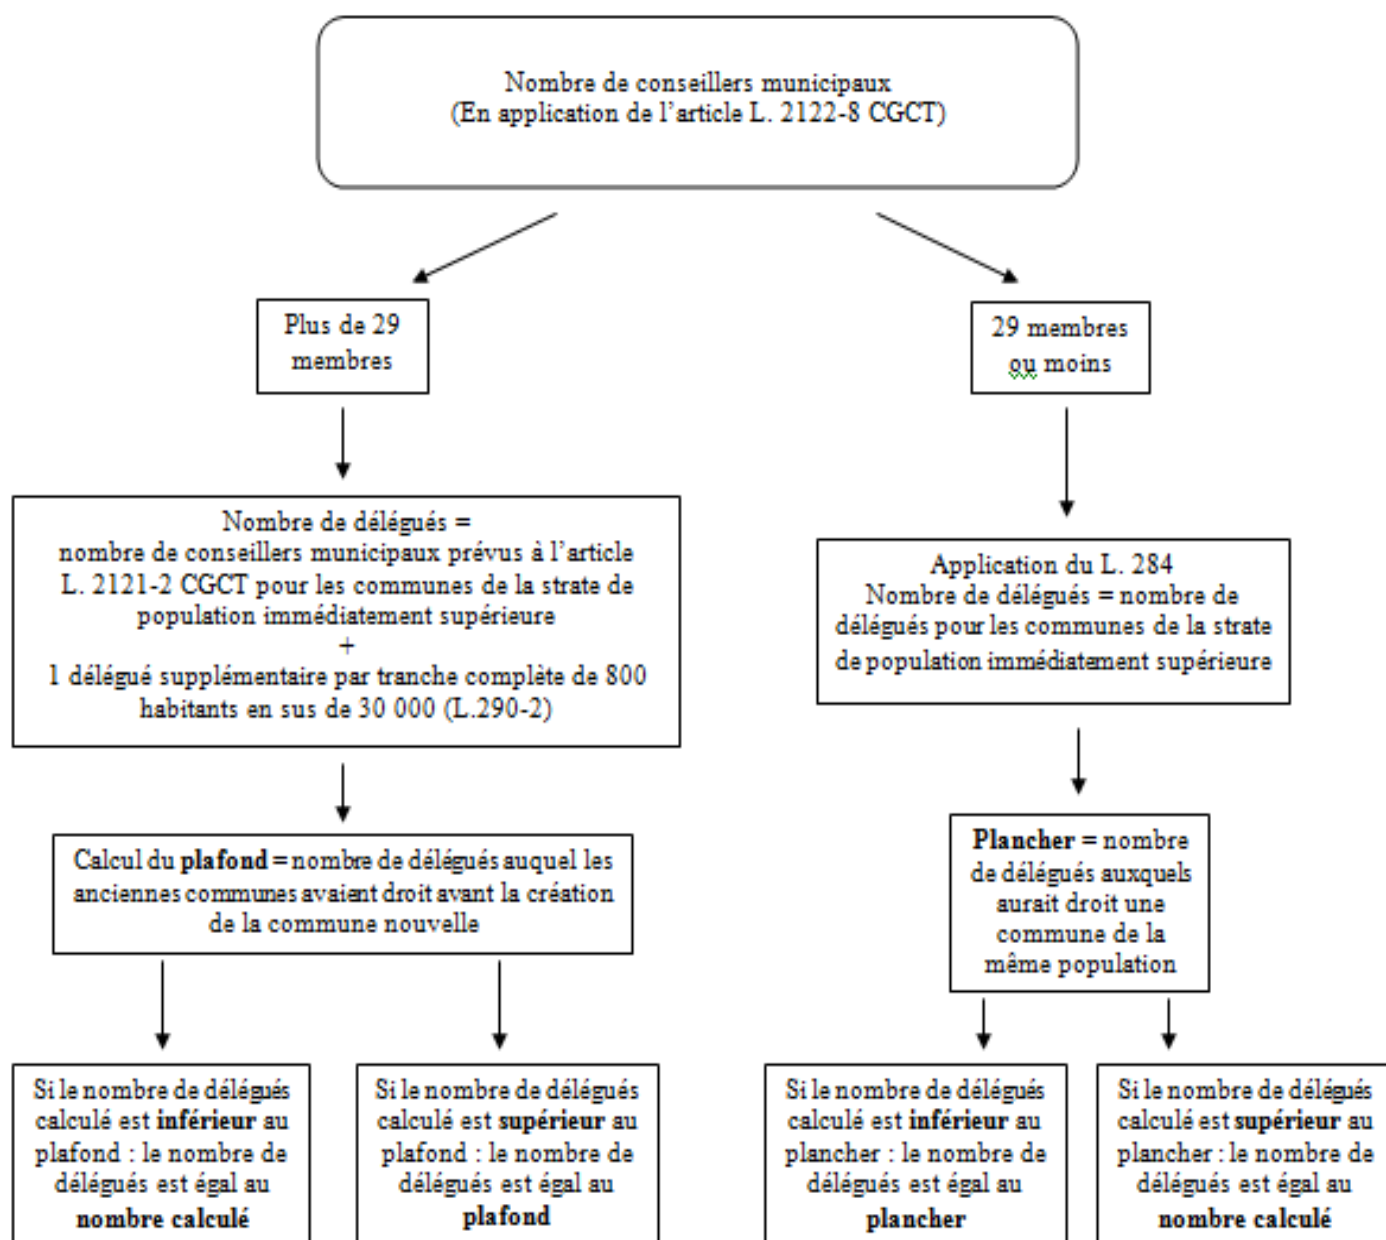 Nombre de conseillers municipaux
(En application de l’article L. 2122-8 CGCT)
Plus de 29
membres
29 membres
ou moins
Nombre de délégués =
nombre de conseillers municipaux prévus à l’article
L. 2121-2 CGCT pour les communes de la strate de
population immédiatement supérieure
+
1 délégué supplémentaire par tranche complète de 800
habitants en sus de 30 000 (L.290-2)
Application du L. 284
Nombre de délégués = nombre de
délégués pour les communes de la strate
de population immédiatement supérieure
Calcul du plafond = nombre de délégués auquel les
anciennes communes avaient droit avant la création
de la commune nouvelle
Plancher = nombre
de délégués auxquels
aurait droit une
commune de la
même population
Si le nombre de délégués
calculé est inférieur au
plafond : le nombre de
délégués est égal au
nombre calculé
Si le nombre de délégués
calculé est supérieur au
plafond : le nombre de
délégués est égal au
plafond
Si le nombre de délégués
calculé est inférieur au
plancher : le nombre de
délégués est égal au
plancher
Si le nombre de délégués
calculé est supérieur au
plancher : le nombre de
délégués est égal au
nombre calculé